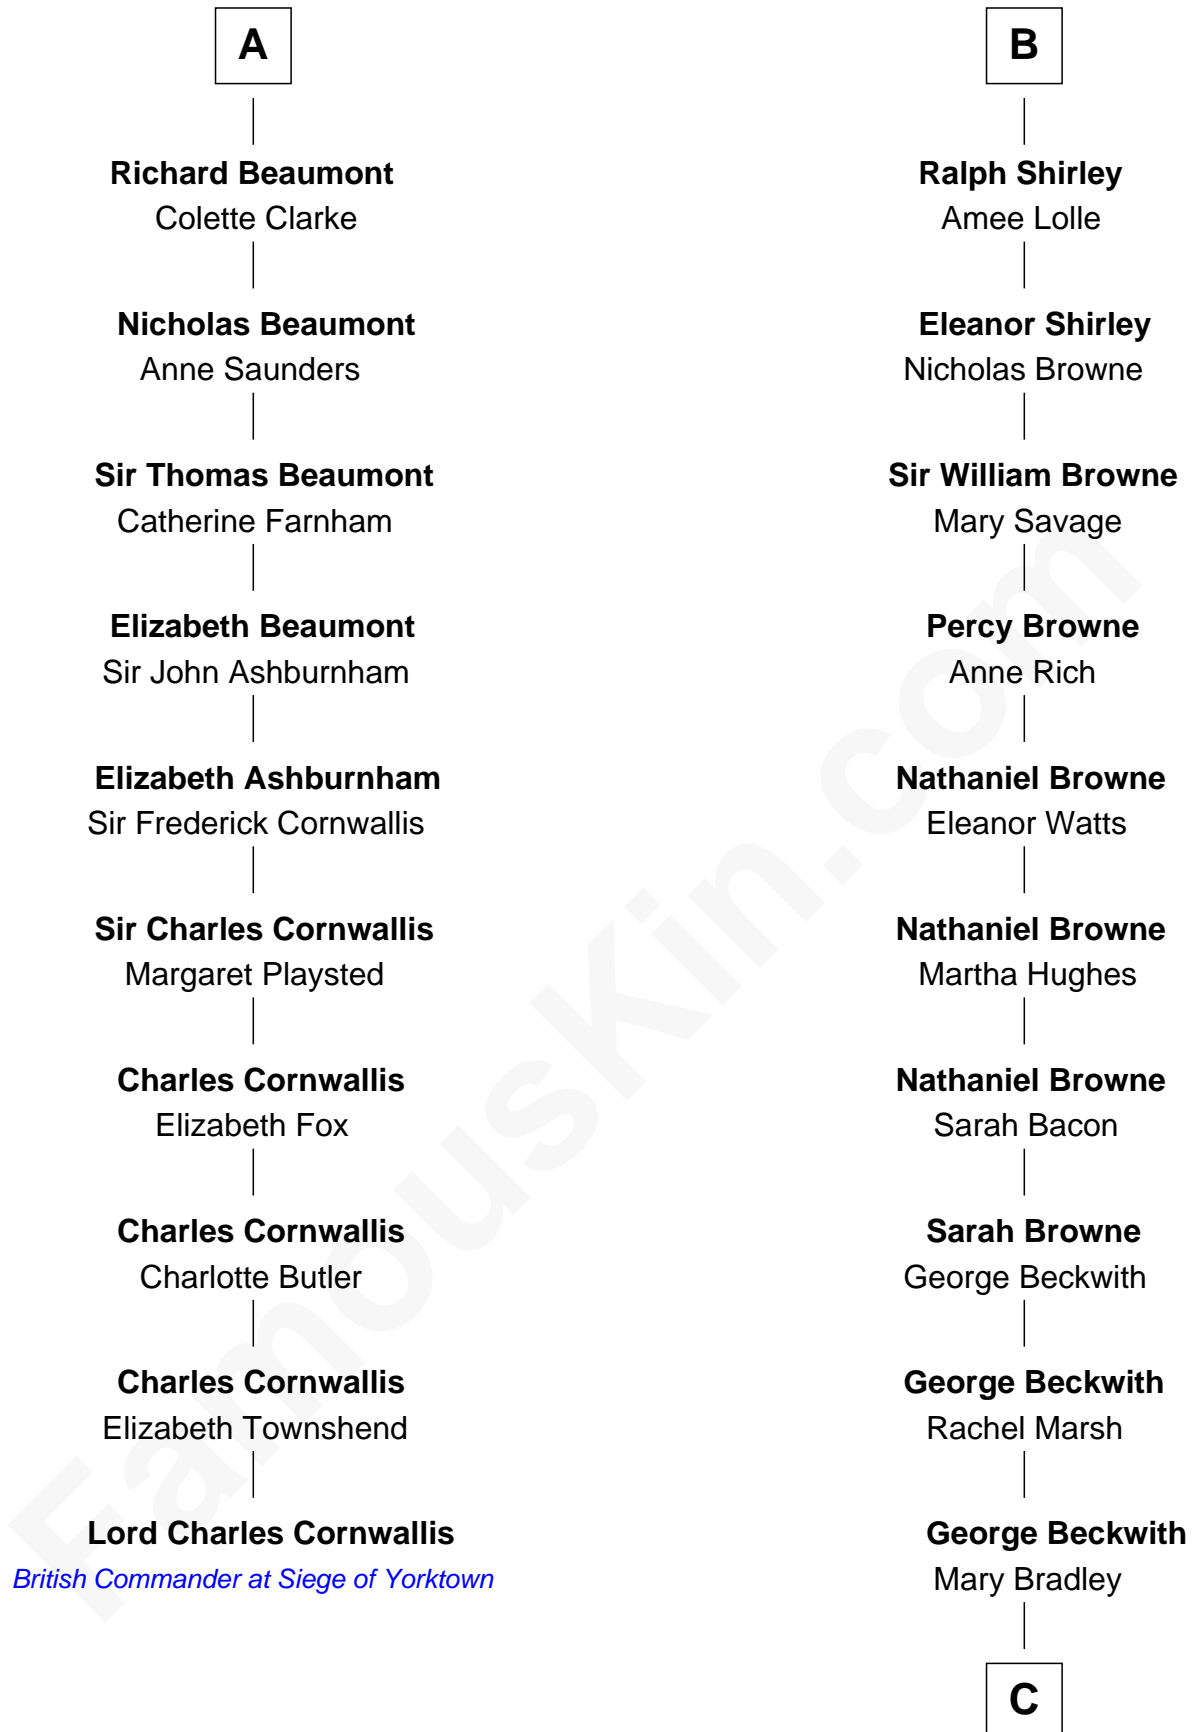 A
Richard Beaumont
Colette Clarke
Nicholas Beaumont
Anne Saunders
Sir Thomas Beaumont
Catherine Farnham
Elizabeth Beaumont
Sir John Ashburnham
Elizabeth Ashburnham
Sir Frederick Cornwallis
Sir Charles Cornwallis
Margaret Playsted
Charles Cornwallis
Elizabeth Fox
Charles Cornwallis
Charlotte Butler
Charles Cornwallis
Elizabeth Townshend
Lord Charles Cornwallis
British Commander at Siege of Yorktown
B
Ralph Shirley
Amee Lolle
Eleanor Shirley
Nicholas Browne
Sir William Browne
Mary Savage
Percy Browne
Anne Rich
Nathaniel Browne
Eleanor Watts
Nathaniel Browne
Martha Hughes
Nathaniel Browne
Sarah Bacon
Sarah Browne
George Beckwith
George Beckwith
Rachel Marsh
George Beckwith
Mary Bradley
C
FamousKin.com